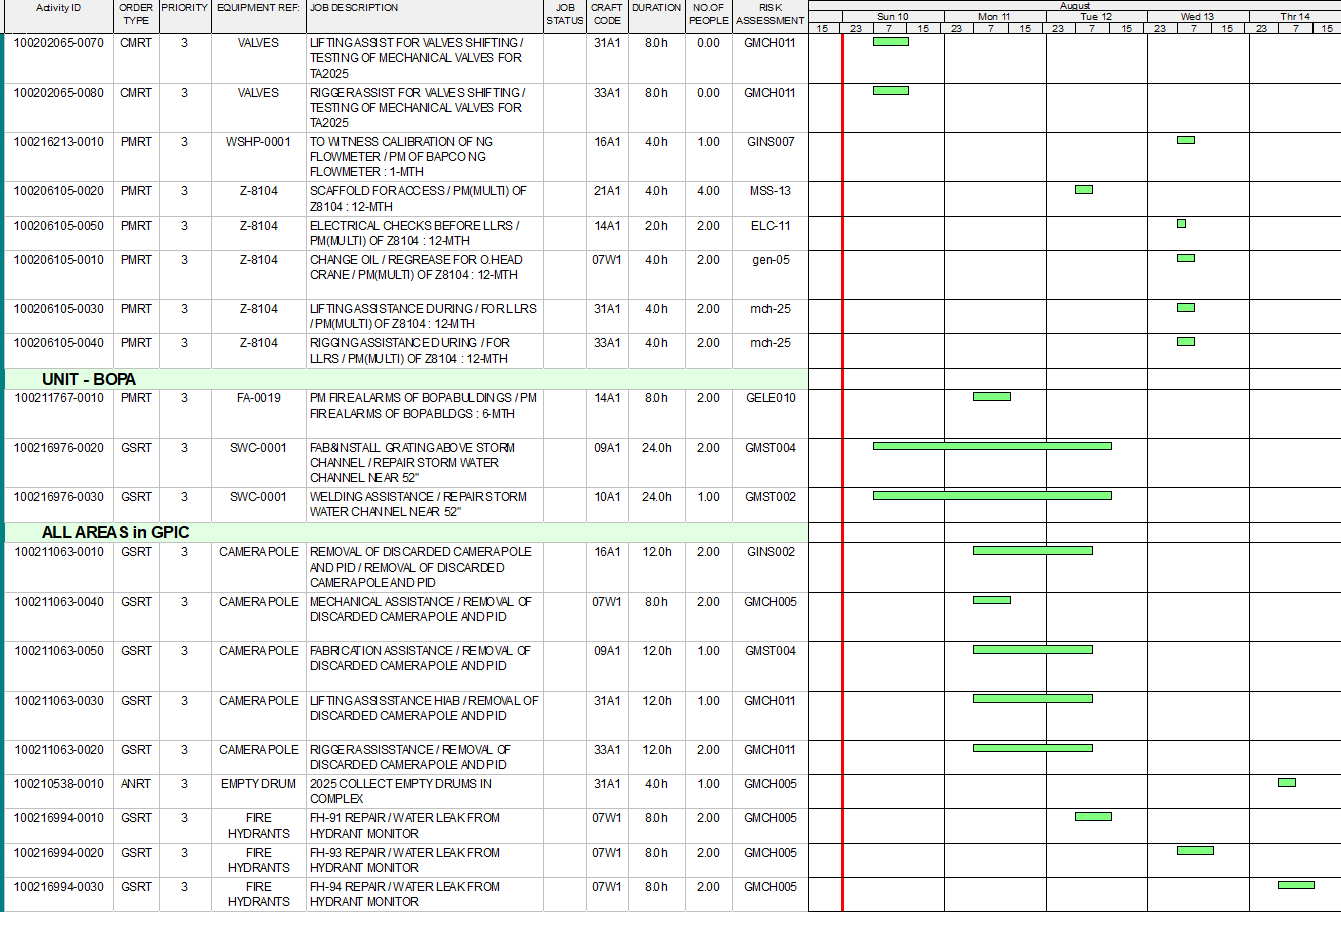 Activity ID ORDER TYPE PRIORITY EQUIPMENT REF: JOB DESCRIPTION JOB STATUS CRAFT CODE DURATION NO.OF PEOPLE RISK ASSESSMENT
August
Sun 10 Mon 11 Tue 12 Wed 13 Thr 14
15 23 7 15 23 7 15 23 7 15 23 7 15 23 7 15
100202065-0070 CMRT 3 VALVES LIFTING ASSIST FOR VALVES SHIFTING / 31A1 8.0h 0.00 GMCH011
TESTING OF MECHANICAL VALVES FOR
TA2025
100202065-0080 CMRT 3 VALVES RIGGER ASSIST FOR VALVES SHIFTING / 33A1 8.0h 0.00 GMCH011
TESTING OF MECHANICAL VALVES FOR
TA2025
100216213-0010 PMRT 3 WSHP-0001 TO WITNESS CALIBRATION OF NG 16A1 4.0h 1.00 GINS007
FLOWMETER / PM OF BAPCO NG
FLOWMETER : 1-MTH
100206105-0020 PMRT 3 Z-8104 SCAFFOLD FOR ACCESS / PM(MULTI) OF 21A1 4.0h 4.00 MSS-13
Z8104 : 12-MTH
100206105-0050 PMRT 3 Z-8104 ELECTRICAL CHECKS BEFORE LLRS / 14A1 2.0h 2.00 ELC-11
PM(MULTI) OF Z8104 : 12-MTH
100206105-0010 PMRT 3 Z-8104 CHANGE OIL / REGREASE FOR O.HEAD 07W1 4.0h 2.00 gen-05
CRANE / PM(MULTI) OF Z8104 : 12-MTH
100206105-0030 PMRT 3 Z-8104 LIFTING ASSISTANCE DURING / FOR LLRS 31A1 4.0h 2.00 mch-25
/ PM(MULTI) OF Z8104 : 12-MTH
100206105-0040 PMRT 3 Z-8104 RIGGING ASSISTANCE DURING / FOR 33A1 4.0h 2.00 mch-25
LLRS / PM(MULTI) OF Z8104 : 12-MTH
UNIT - BOPA
100211767-0010 PMRT 3 FA-0019 PM FIRE ALARMS OF BOPA BULDINGS / PM 14A1 8.0h 2.00 GELE010
FIRE ALARMS OF BOPA BLDGS : 6-MTH
100216976-0020 GSRT 3 SWC-0001 FAB&INSTALL GRATING ABOVE STORM 09A1 24.0h 2.00 GMST004
CHANNEL / REPAIR STORM WATER
CHANNEL NEAR 52"
100216976-0030 GSRT 3 SWC-0001 WELDING ASSISTANCE / REPAIR STORM 10A1 24.0h 1.00 GMST002
WATER CHANNEL NEAR 52"
ALL AREAS in GPIC
100211063-0010 GSRT 3 CAMERA POLE REMOVAL OF DISCARDED CAMERA POLE 16A1 12.0h 2.00 GINS002
AND PID / REMOVAL OF DISCARDED
CAMERA POLE AND PID
100211063-0040 GSRT 3 CAMERA POLE MECHANICAL ASSISTANCE / REMOVAL OF 07W1 8.0h 2.00 GMCH005
DISCARDED CAMERA POLE AND PID
100211063-0050 GSRT 3 CAMERA POLE FABRICATION ASSISTANCE / REMOVAL OF 09A1 12.0h 1.00 GMST004
DISCARDED CAMERA POLE AND PID
100211063-0030 GSRT 3 CAMERA POLE LIFTING ASSISSTANCE HIAB / REMOVAL OF 31A1 12.0h 1.00 GMCH011
DISCARDED CAMERA POLE AND PID
100211063-0020 GSRT 3 CAMERA POLE RIGGER ASSISSTANCE / REMOVAL OF 33A1 12.0h 2.00 GMCH011
DISCARDED CAMERA POLE AND PID
100210538-0010 ANRT 3 EMPTY DRUM 2025 COLLECT EMPTY DRUMS IN 31A1 4.0h 1.00 GMCH005
COMPLEX
100216994-0010 GSRT 3 FIRE HYDRANTS FH-91 REPAIR / WATER LEAK FROM 07W1 8.0h 2.00 GMCH005
HYDRANT MONITOR
100216994-0020 GSRT 3 FIRE HYDRANTS FH-93 REPAIR / WATER LEAK FROM 07W1 8.0h 2.00 GMCH005
HYDRANT MONITOR
100216994-0030 GSRT 3 FIRE HYDRANTS FH-94 REPAIR / WATER LEAK FROM 07W1 8.0h 2.00 GMCH005
HYDRANT MONITOR